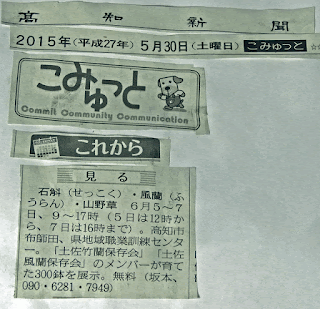 高知新聞
2015年(平成27年)5月30日(土曜日) こみゅっと ☆☆
こみゅっと
Commit Community Communication
これから
見る
石斛(せっこく)・風蘭(ふ
うらん)・山野草 6月5~7
日、9~17時(5日は12時か
ら、7日は16時まで)。高知市
布師田、県地域職業訓練セン
ター。「土佐竹蘭保存会」「土佐
風蘭保存会」のメンバーが育て
た300鉢を展示。無料(坂本、
090・6281・7949)